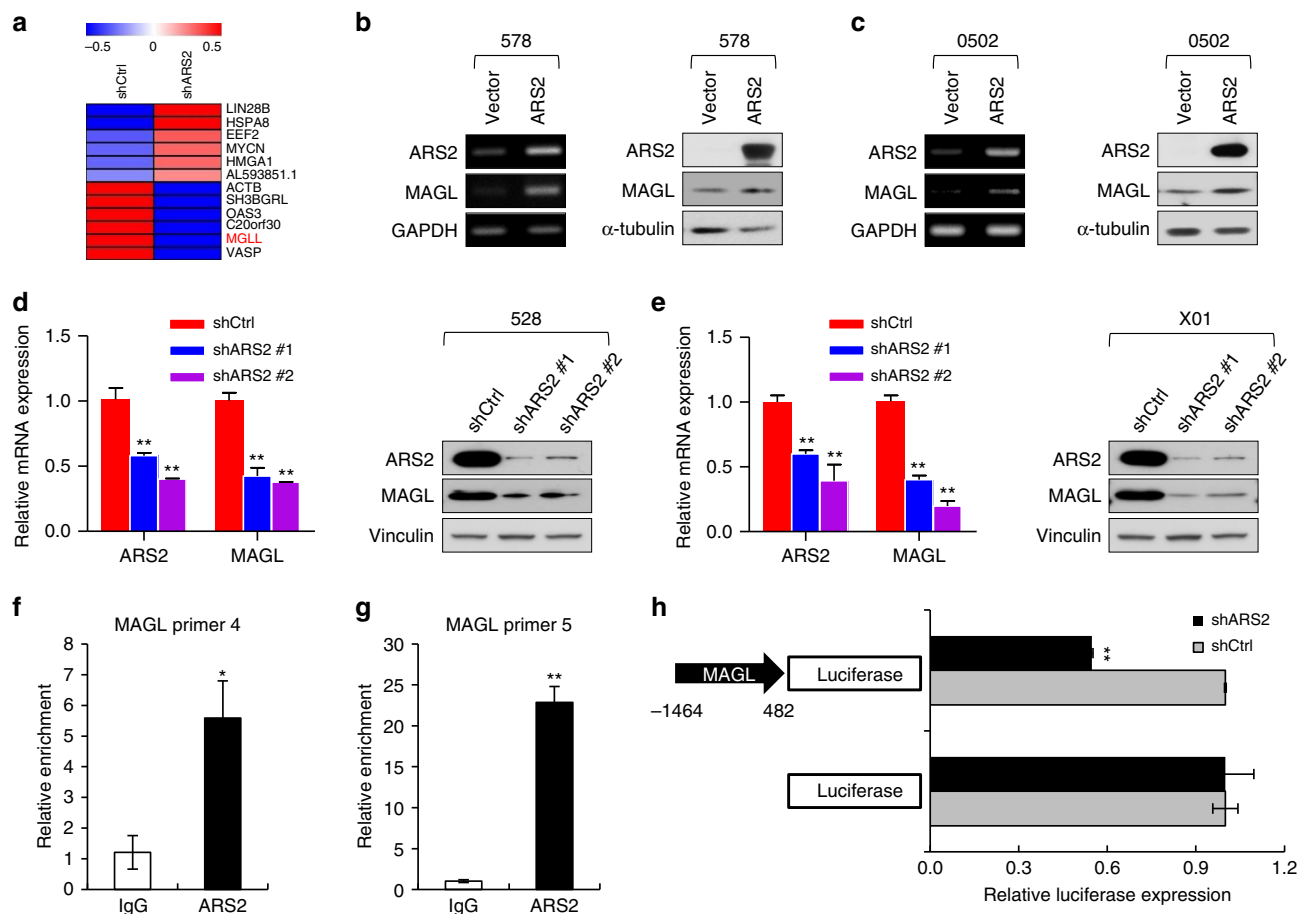 a
−0.5 0 0.5
shCtrl shARS2
LIN28B
HSPA8
EEF2
MYCN
HMGA1
AL593851.1
ACTB
SH3BGRL
OAS3
C20orf30
MGLL
VASP
b
578
Vector ARS2
ARS2
MAGL
GAPDH
578
Vector ARS2
ARS2
MAGL
α-tubulin
c
0502
Vector ARS2
ARS2
MAGL
GAPDH
0502
Vector ARS2
ARS2
MAGL
α-tubulin
d
Relative mRNA expression
1.5
1.0
0.5
0.0
shCtrl
shARS2 #1
shARS2 #2
** ** ** **
ARS2 MAGL
528
shCtrl shARS2 #1 shARS2 #2
ARS2
MAGL
Vinculin
e
Relative mRNA expression
1.5
1.0
0.5
0.0
shCtrl
shARS2 #1
shARS2 #2
** ** ** **
ARS2 MAGL
X01
shCtrl shARS2 #1 shARS2 #2
ARS2
MAGL
Vinculin
f
MAGL primer 4
Relative enrichment
8
7
6
5
4
3
2
1
0
*
IgG ARS2
g
MAGL primer 5
Relative enrichment
30
25
20
15
10
5
0
**
IgG ARS2
h
shARS2
shCtrl
**
MAGL Luciferase
−1464 482
Luciferase
0.0 0.3 0.6 0.9 1.2
Relative luciferase expression